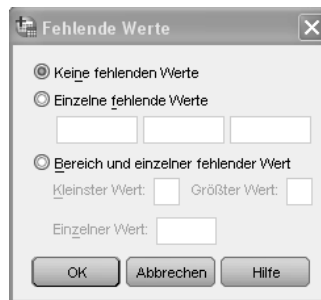 Fehlende Werte
Keine fehlenden Werte
Einzelne fehlende Werte
Bereich und einzelner fehlender Wert
Kleinster Wert: Größter Wert:
Einzelner Wert:
OK Abbrechen Hilfe